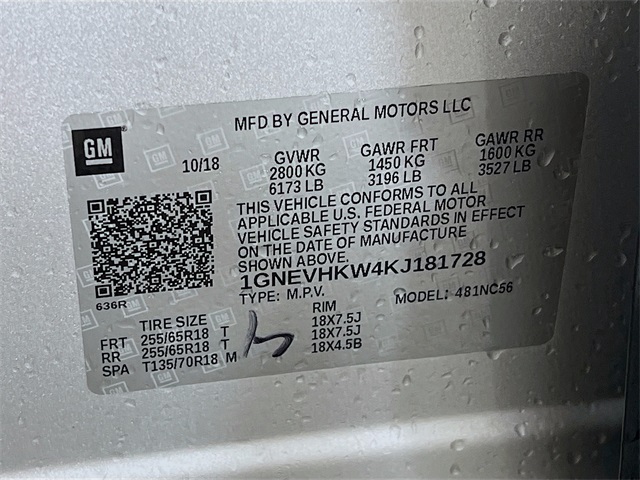 MFD BY GENERAL MOTORS LLC
GM
10/18
GVWR GAWR FRT GAWR RR
2800 KG 1450 KG 1600 KG
6173 LB 3196 LB 3527 LB
THIS VEHICLE CONFORMS TO ALL
APPLICABLE U.S. FEDERAL MOTOR
VEHICLE SAFETY STANDARDS IN EFFECT
ON THE DATE OF MANUFACTURE
SHOWN ABOVE.
1GNEVHKW4KJ181728
TYPE: M.P.V. MODEL: 481NC56
636R
TIRE SIZE RIM
FRT 255/65R18 T 18X7.5J
RR 255/65R18 T 18X7.5J
SPA T135/70R18 M 18X4.5B